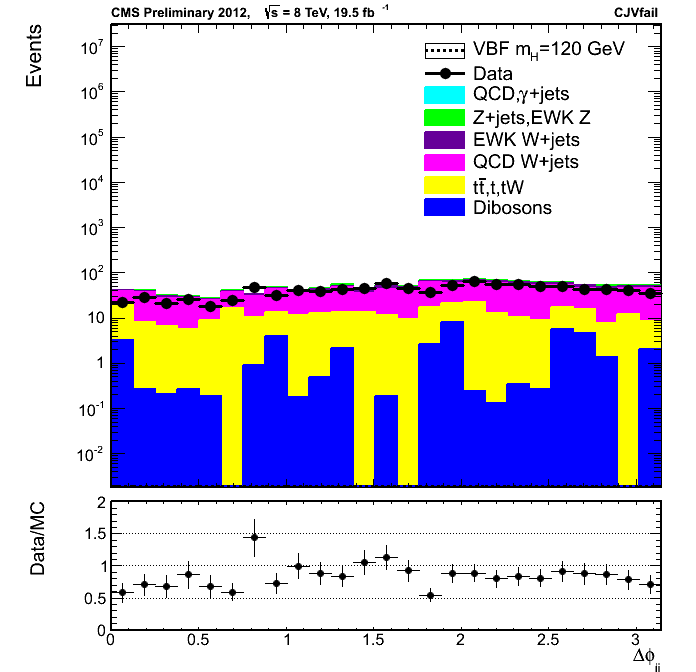 CMS Preliminary 2012, √s = 8 TeV, 19.5 fb⁻¹ CJVfail
Events
10⁷
10⁶
10⁵
10⁴
10³
10²
10
1
10⁻¹
10⁻²
VBF m_H=120 GeV
Data
QCD,γ+jets
Z+jets,EWK Z
EWK W+jets
QCD W+jets
tt̄,t,tW
Dibosons
Data/MC
2
1.5
1
0.5
0
0 0.5 1 1.5 2 2.5 3
Δϕ_jj